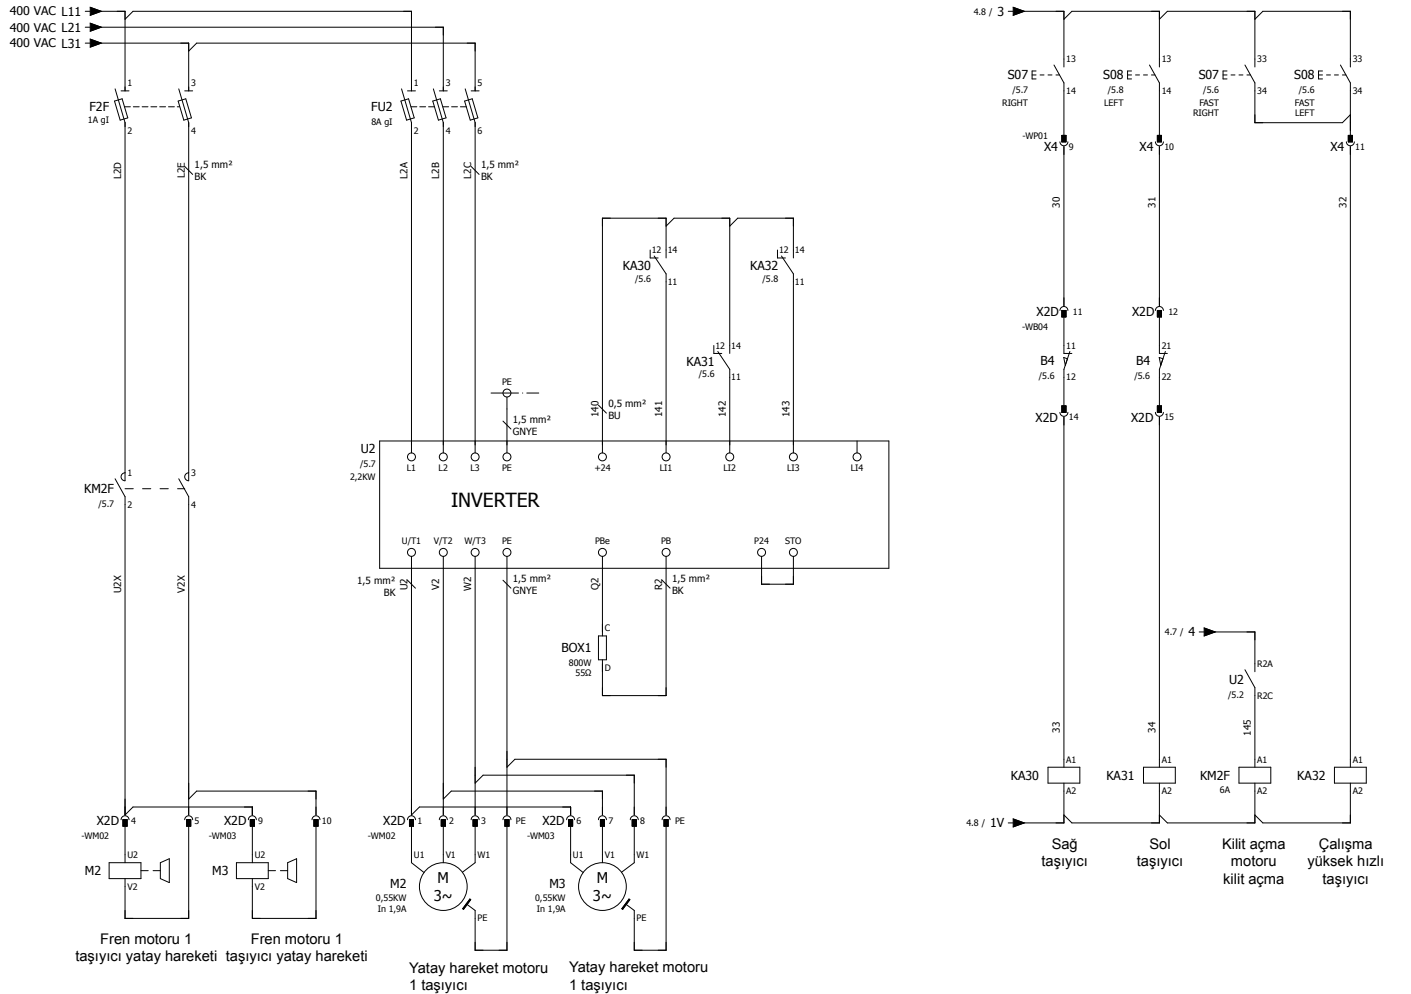 400 VAC L11
400 VAC L21
400 VAC L31
F2F
1A gI
1
3
2
4
L2D
L2E
1,5 mm²
BK
FU2
8A gI
1
3
5
2
4
6
L2A
L2B
L2C
1,5 mm²
BK
KM2F
/5.7
1
3
2
4
U2X
V2X
KA30
/5.6
12 14
11
KA31
/5.6
12 14
11
KA32
/5.8
12 14
11
PE
1,5 mm²
GNYE
140
0,5 mm²
BU
141
142
143
U2
/5.7
2,2KW
L1
L2
L3
PE
+24
LI1
LI2
LI3
LI4
INVERTER
U/T1
V/T2
W/T3
PE
PBe
PB
P24
STO
1,5 mm²
BK
U2
V2
W2
1,5 mm²
GNYE
Q2
R2
1,5 mm²
BK
BOX1
800W
55Ω
C
D
X2D
-WM02
4
5
X2D
-WM03
9
10
M2
U2
V2
M3
U2
V2
Fren motoru 1
taşıyıcı yatay hareketi
Fren motoru 1
taşıyıcı yatay hareketi
X2D
-WM02
1
2
3
PE
X2D
-WM03
6
7
8
PE
U1
V1
W1
M2
0,55KW
In 1,9A
M
3~
PE
U1
V1
W1
M3
0,55KW
In 1,9A
M
3~
PE
Yatay hareket motoru
1 taşıyıcı
Yatay hareket motoru
1 taşıyıcı
4.8 / 3
S07 E
/5.7
RIGHT
13
14
S08 E
/5.8
LEFT
13
14
S07 E
/5.6
FAST
RIGHT
33
34
S08 E
/5.6
FAST
LEFT
33
34
-WP01
X4 9
X4 10
X4 11
30
31
32
X2D 11
-WB04
X2D 12
B4
/5.6
11
12
B4
/5.6
21
22
X2D 14
X2D 15
4.7 / 4
U2
/5.2
R2A
R2C
33
34
145
KA30
A1
A2
KA31
A1
A2
KM2F
6A
A1
A2
KA32
A1
A2
4.8 / 1V
Sağ
taşıyıcı
Sol
taşıyıcı
Kilit açma
motoru
kilit açma
Çalışma
yüksek hızlı
taşıyıcı